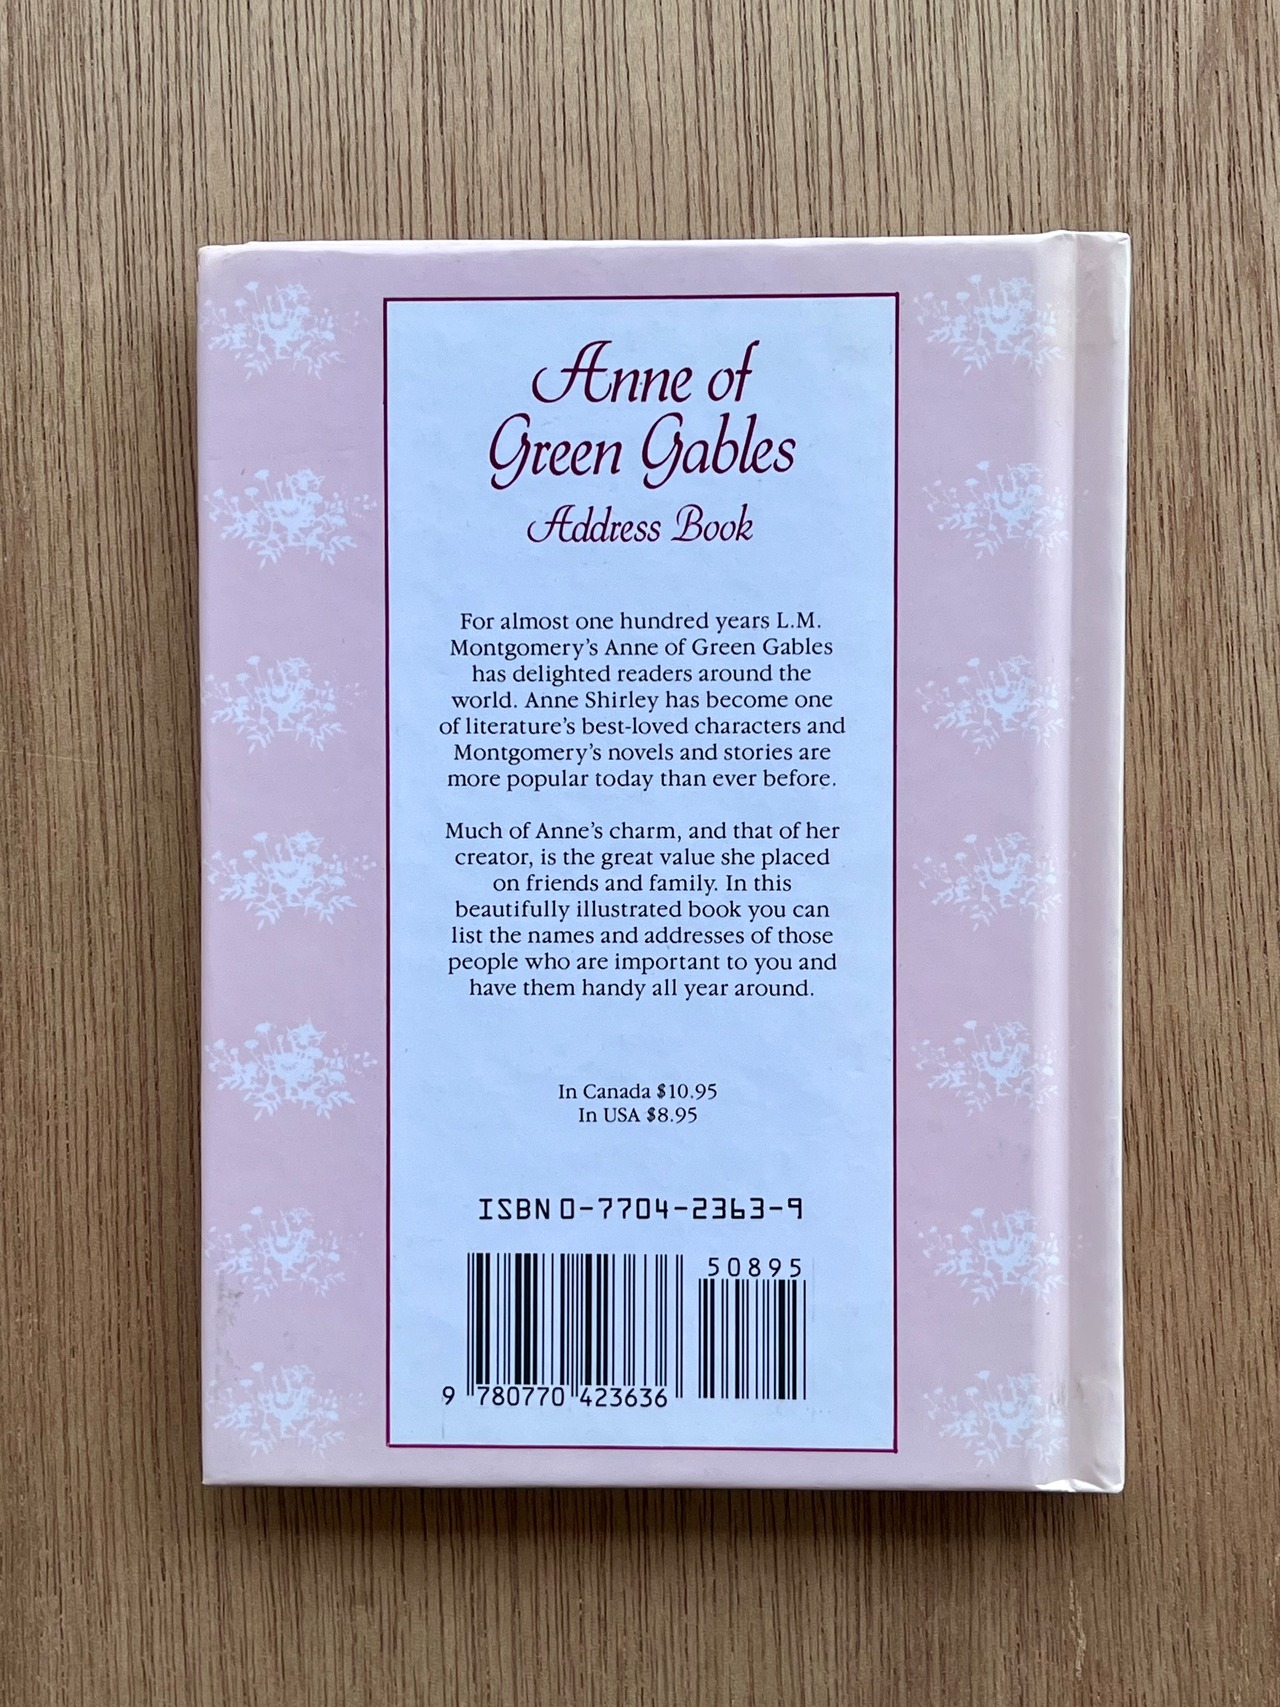 Anne of
Green Gables
Address Book
For almost one hundred years L.M.
Montgomery's Anne of Green Gables
has delighted readers around the
world. Anne Shirley has become one
of literature's best-loved characters and
Montgomery's novels and stories are
more popular today than ever before.
Much of Anne's charm, and that of her
creator, is the great value she placed
on friends and family. In this
beautifully illustrated book you can
list the names and addresses of those
people who are important to you and
have them handy all year around.
In Canada $10.95
In USA $8.95
ISBN 0-7704-2363-9
50895
9 780770 423636